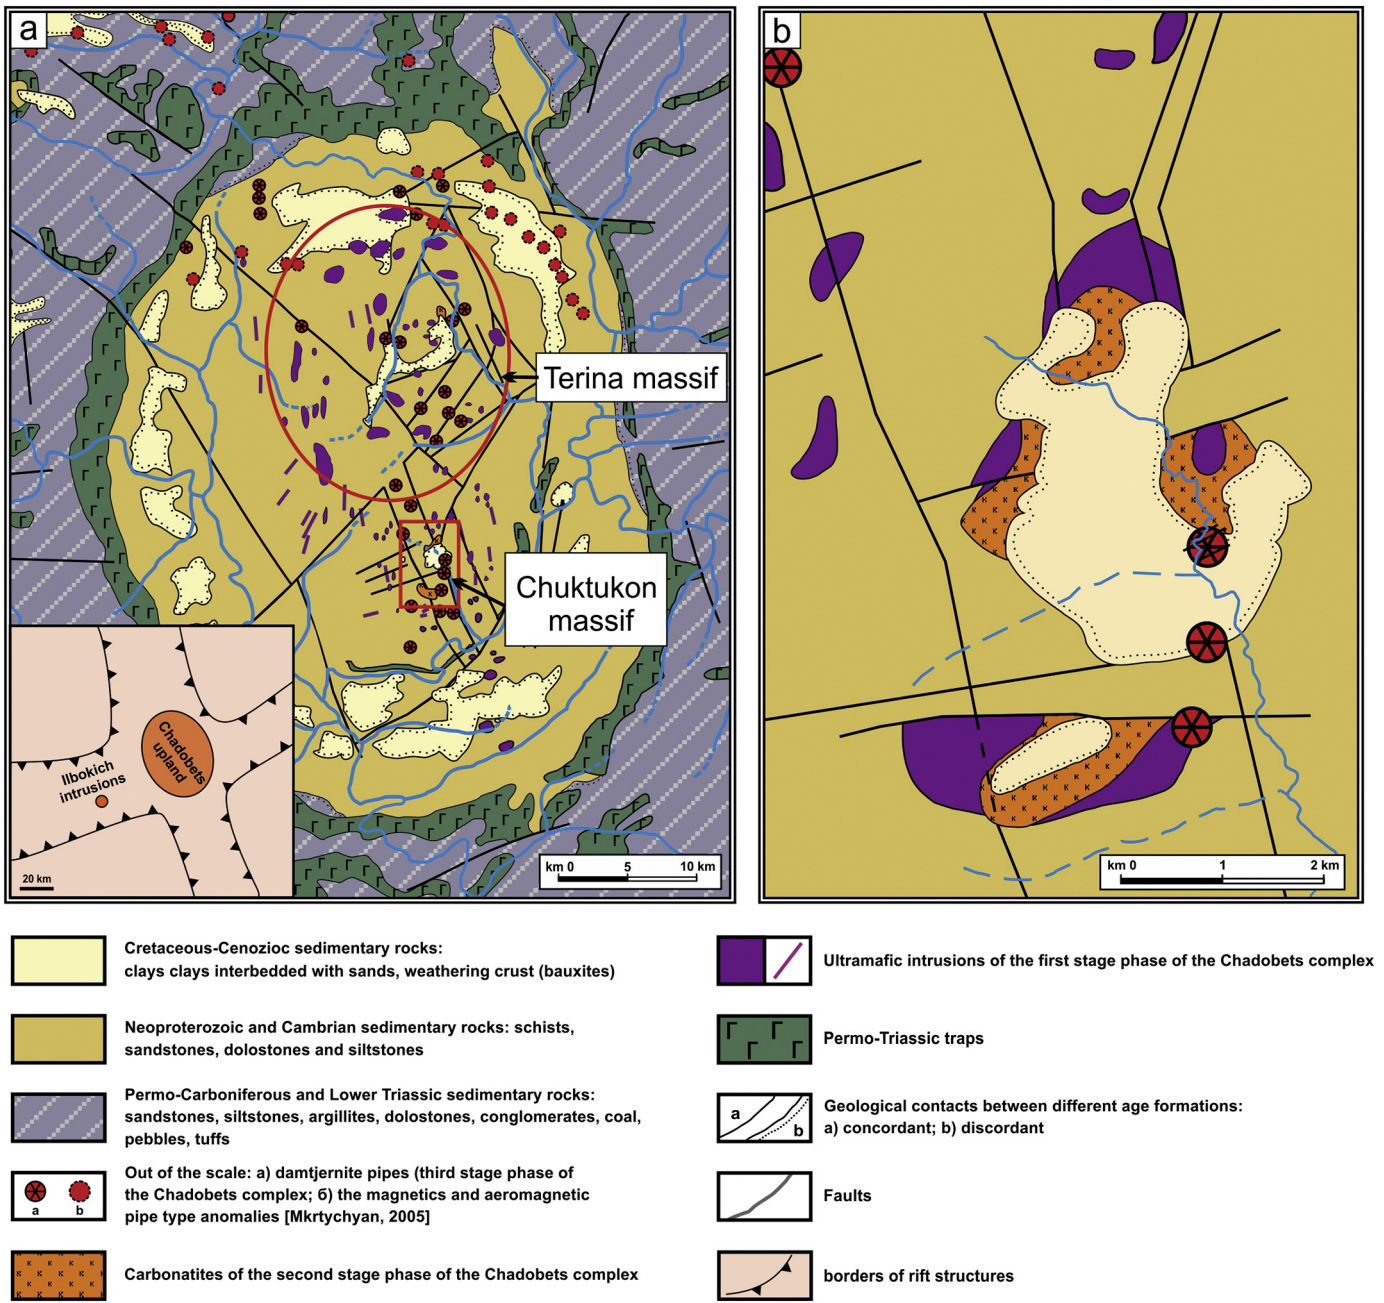 a
Terina massif
Chuktukon
massif
Chadobets
upland
Ilbokich
intrusions
20 km
km 0 5 10 km
b
km 0 1 2 km
Cretaceous-Cenozioc sedimentary rocks:
clays clays interbedded with sands, weathering crust (bauxites)
Neoproterozoic and Cambrian sedimentary rocks: schists,
sandstones, dolostones and siltstones
Permo-Carboniferous and Lower Triassic sedimentary rocks:
sandstones, siltstones, argillites, dolostones, conglomerates, coal,
pebbles, tuffs
a b
Out of the scale: a) damtjernite pipes (third stage phase of
the Chadobets complex; б) the magnetics and aeromagnetic
pipe type anomalies [Mkrtychyan, 2005]
Carbonatites of the second stage phase of the Chadobets complex
Ultramafic intrusions of the first stage phase of the Chadobets complex
Permo-Triassic traps
a
b
Geological contacts between different age formations:
a) concordant; b) discordant
Faults
borders of rift structures